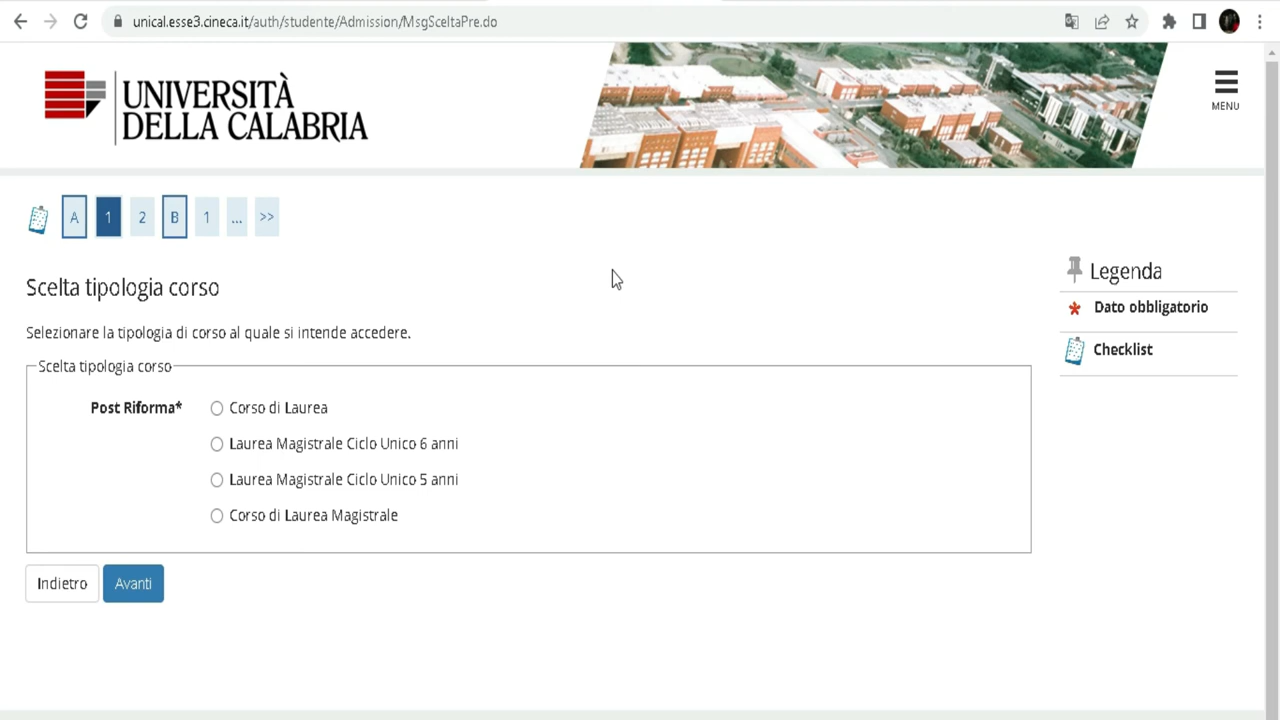 unical.esse3.cineca.it/auth/studente/Admission/MsgSceltaPre.do
UNIVERSITÀ
DELLA CALABRIA
MENU
A 1 2 B 1 ... >>
Scelta tipologia corso
Selezionare la tipologia di corso al quale si intende accedere.
Scelta tipologia corso
Post Riforma* Corso di Laurea
Laurea Magistrale Ciclo Unico 6 anni
Laurea Magistrale Ciclo Unico 5 anni
Corso di Laurea Magistrale
Indietro Avanti
Legenda
* Dato obbligatorio
Checklist